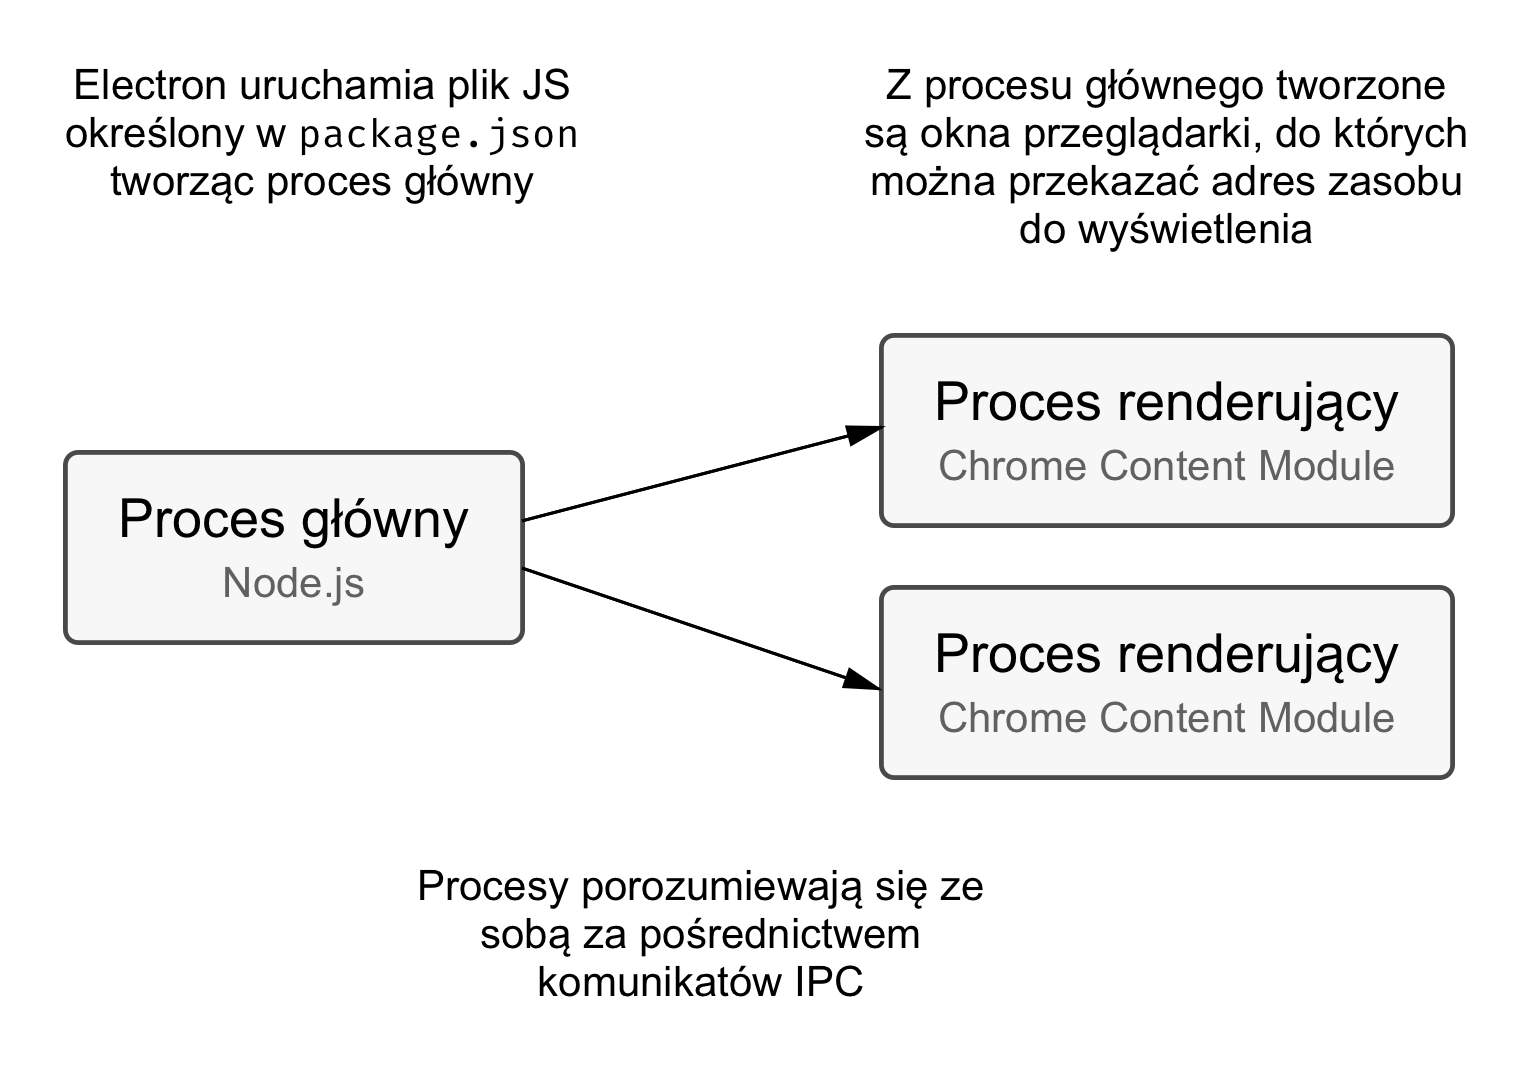 Electron uruchamia plik JS
określony w package.json
tworząc proces główny
Z procesu głównego tworzone
są okna przeglądarki, do których
można przekazać adres zasobu
do wyświetlenia
Proces główny
Node.js
Proces renderujący
Chrome Content Module
Proces renderujący
Chrome Content Module
Procesy porozumiewają się ze
sobą za pośrednictwem
komunikatów IPC